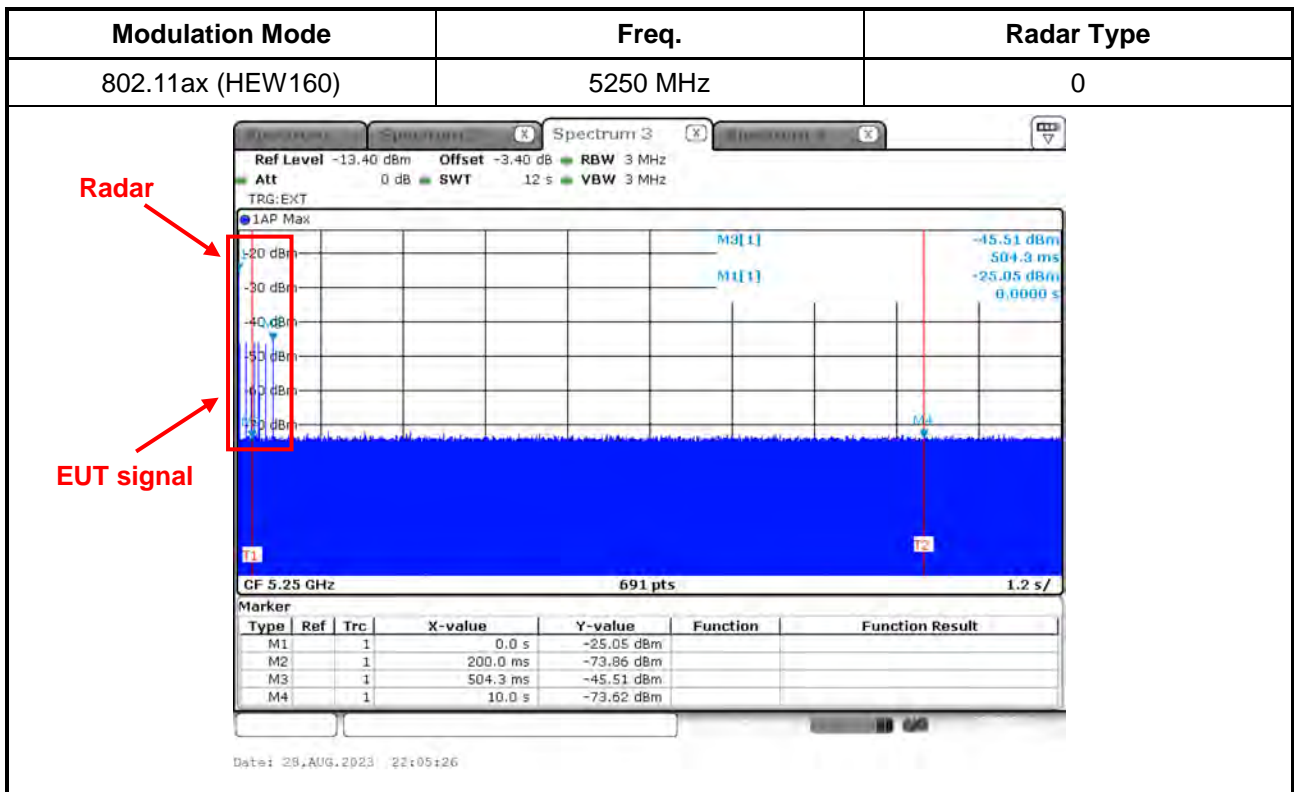 Modulation Mode Freq. Radar Type
802.11ax (HEW160) 5250 MHz 0
Spectrum 3
Ref Level -13.40 dBm Offset -3.40 dB RBW 3 MHz
Att 0 dB SWT 12 s VBW 3 MHz
TRG:EXT
1AP Max
Radar
EUT signal
M3[1] -45.51 dBm
504.3 ms
M1[1] -25.05 dBm
0.0000 s
-20 dBm
-30 dBm
-40 dBm
-50 dBm
-60 dBm
-70 dBm
M4
T1 T2
CF 5.25 GHz 691 pts 1.2 s/
Marker
Type Ref Trc X-value Y-value Function Function Result
M1 1 0.0 s -25.05 dBm
M2 1 200.0 ms -73.86 dBm
M3 1 504.3 ms -45.51 dBm
M4 1 10.0 s -73.62 dBm
Date: 28.AUG.2023 22:05:26